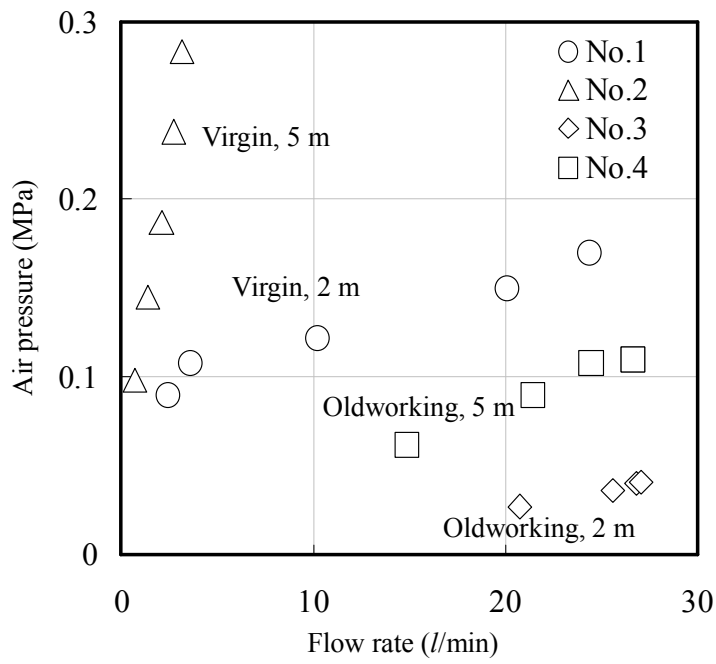 0.3
No.1
No.2
No.3
No.4
Virgin, 5 m
0.2
Air pressure (MPa)
Virgin, 2 m
0.1
Oldworking, 5 m
Oldworking, 2 m
0
0 10 20 30
Flow rate (l/min)